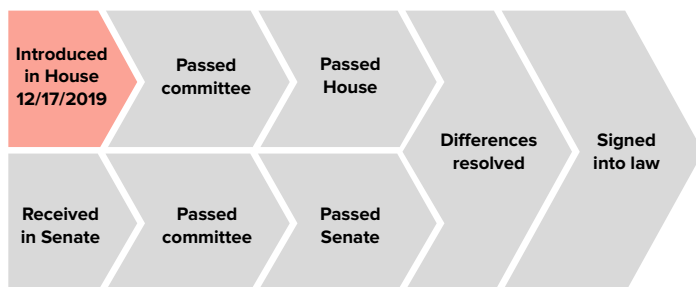 Introduced
in House
12/17/2019
Passed
committee
Passed
House
Differences
resolved
Signed
into law
Received
in Senate
Passed
committee
Passed
Senate